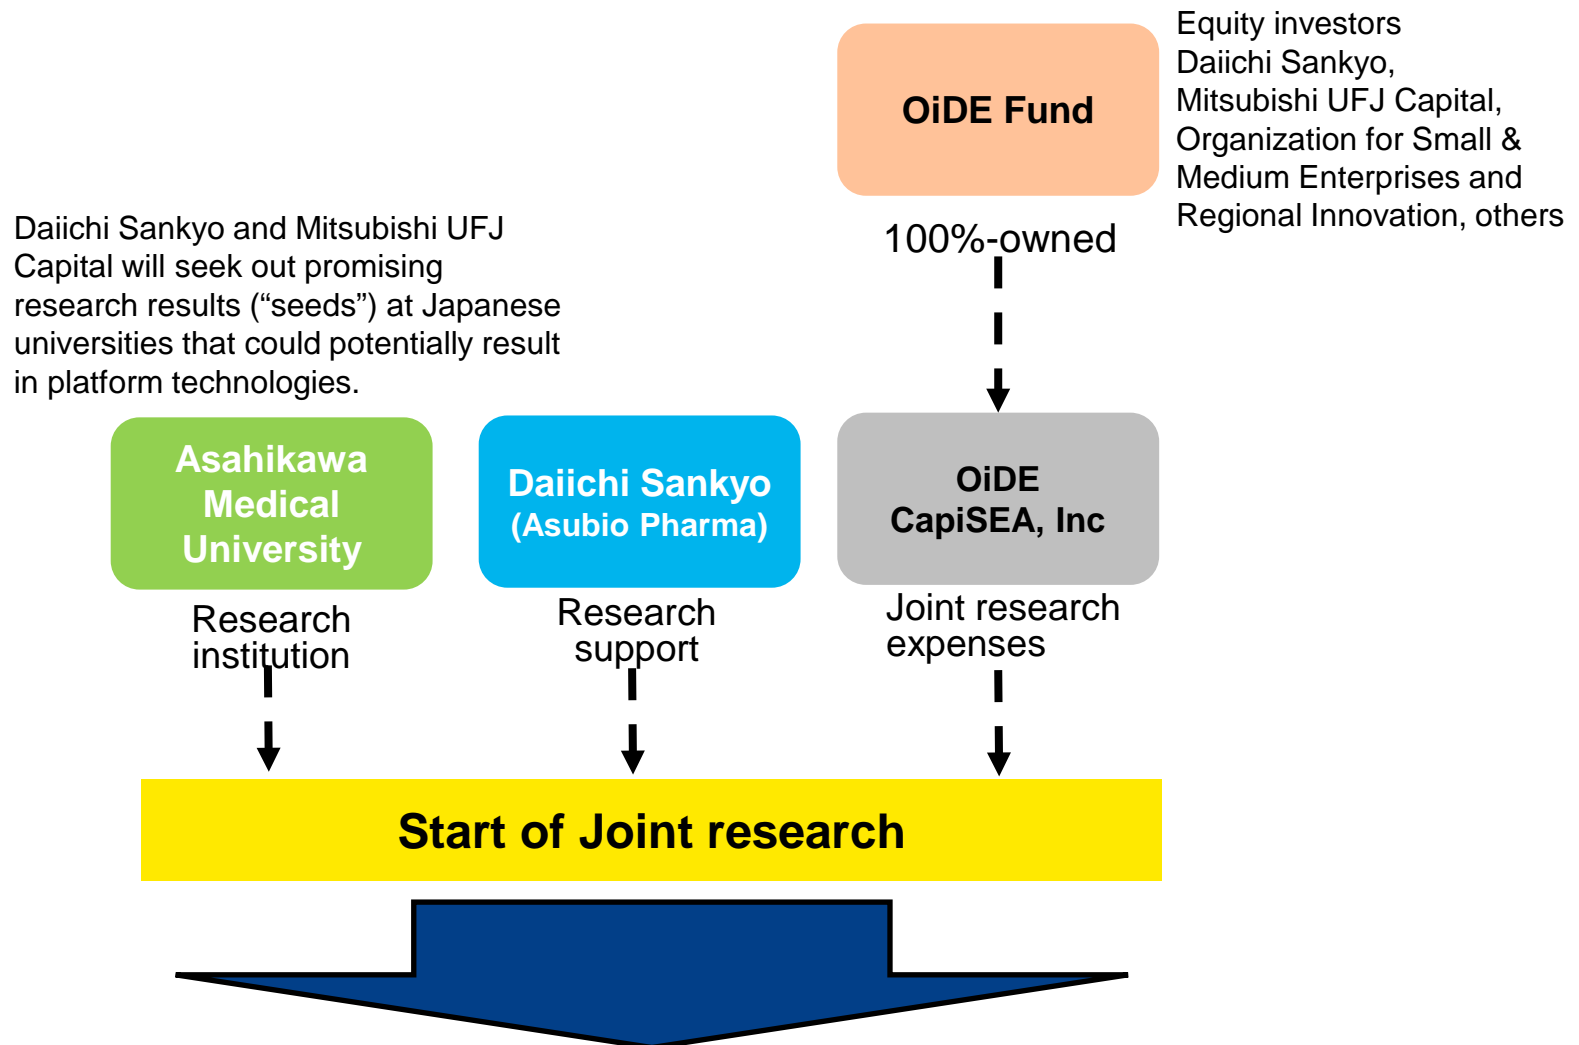 OiDE Fund
Equity investors
Daiichi Sankyo,
Mitsubishi UFJ Capital,
Organization for Small &
Medium Enterprises and
Regional Innovation, others
100%-owned
Daiichi Sankyo and Mitsubishi UFJ
Capital will seek out promising
research results (“seeds”) at Japanese
universities that could potentially result
in platform technologies.
Asahikawa
Medical
University
Daiichi Sankyo
(Asubio Pharma)
OiDE
CapiSEA, Inc
Research
institution
Research
support
Joint research
expenses
Start of Joint research